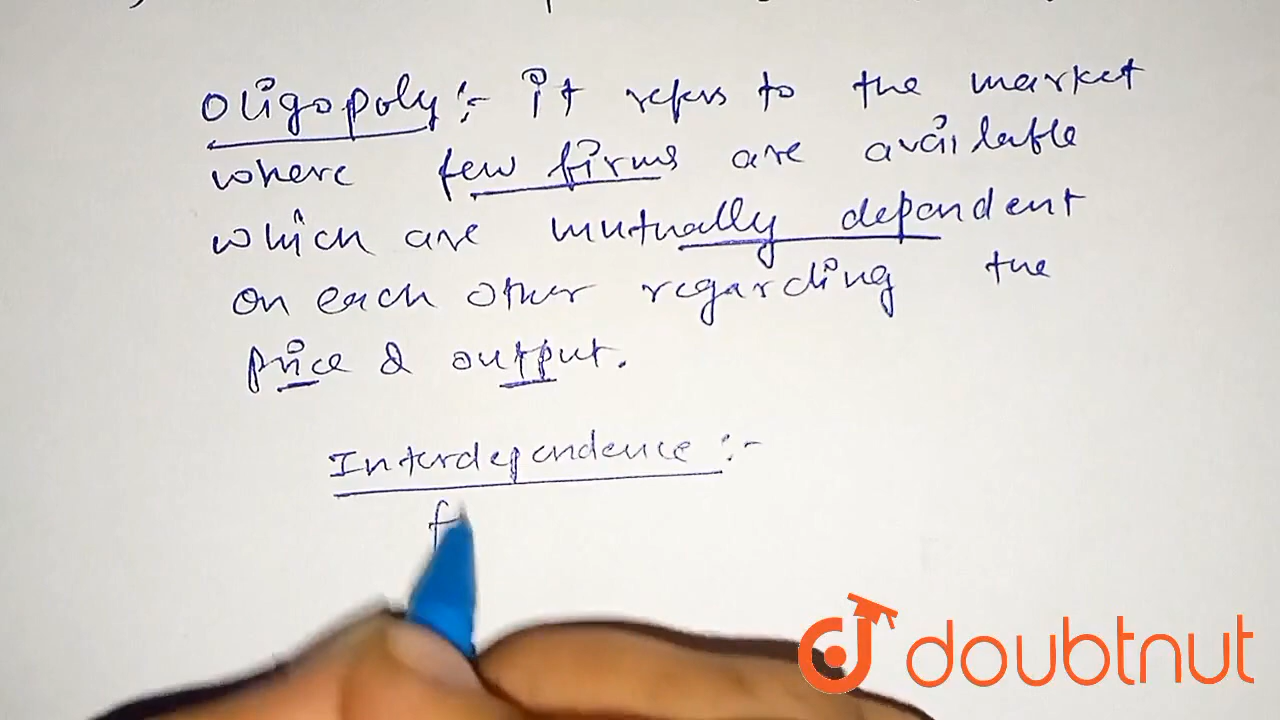 Oligopoly :- It refers to the market
where few firms are available
which are mutually dependent
on each other regarding the
price & output.
Interdependence :-
f
doubtnut